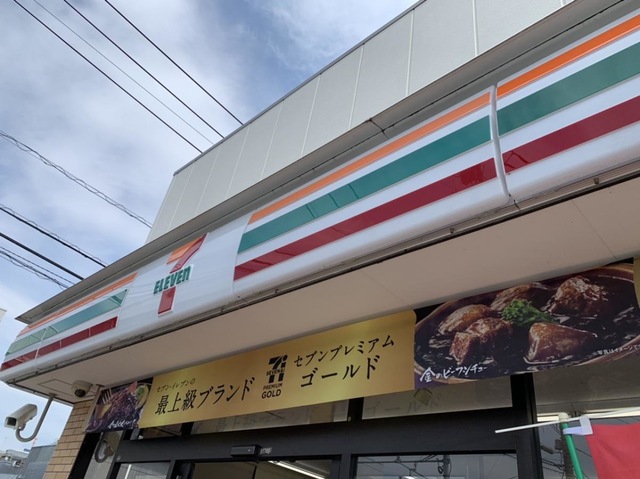 7
ELEVEN
セブン‐イレブンの
最上級ブランド
7
PREMIUM
GOLD
セブンプレミアム
ゴールド
金のビーフシチュー